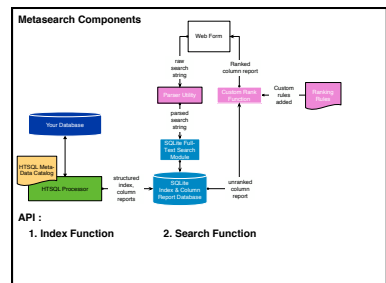 Metasearch Components
Web Form
raw
search
string
Ranked
column report
Parser Utility
Custom Rank
Function
Custom
rules
added
Ranking
Rules
parsed
search
string
Your Database
SQLite Full-
Text Search
Module
HTSQL Meta-
Data Catalog
HTSQL Processor
structured
index,
column
reports
SQLite
Index & Column
Report Database
unranked
column
report
API :
1. Index Function
2. Search Function